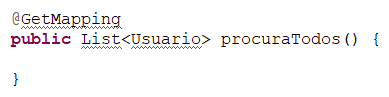 @GetMapping
public List<Usuario> procuraTodos() {
}